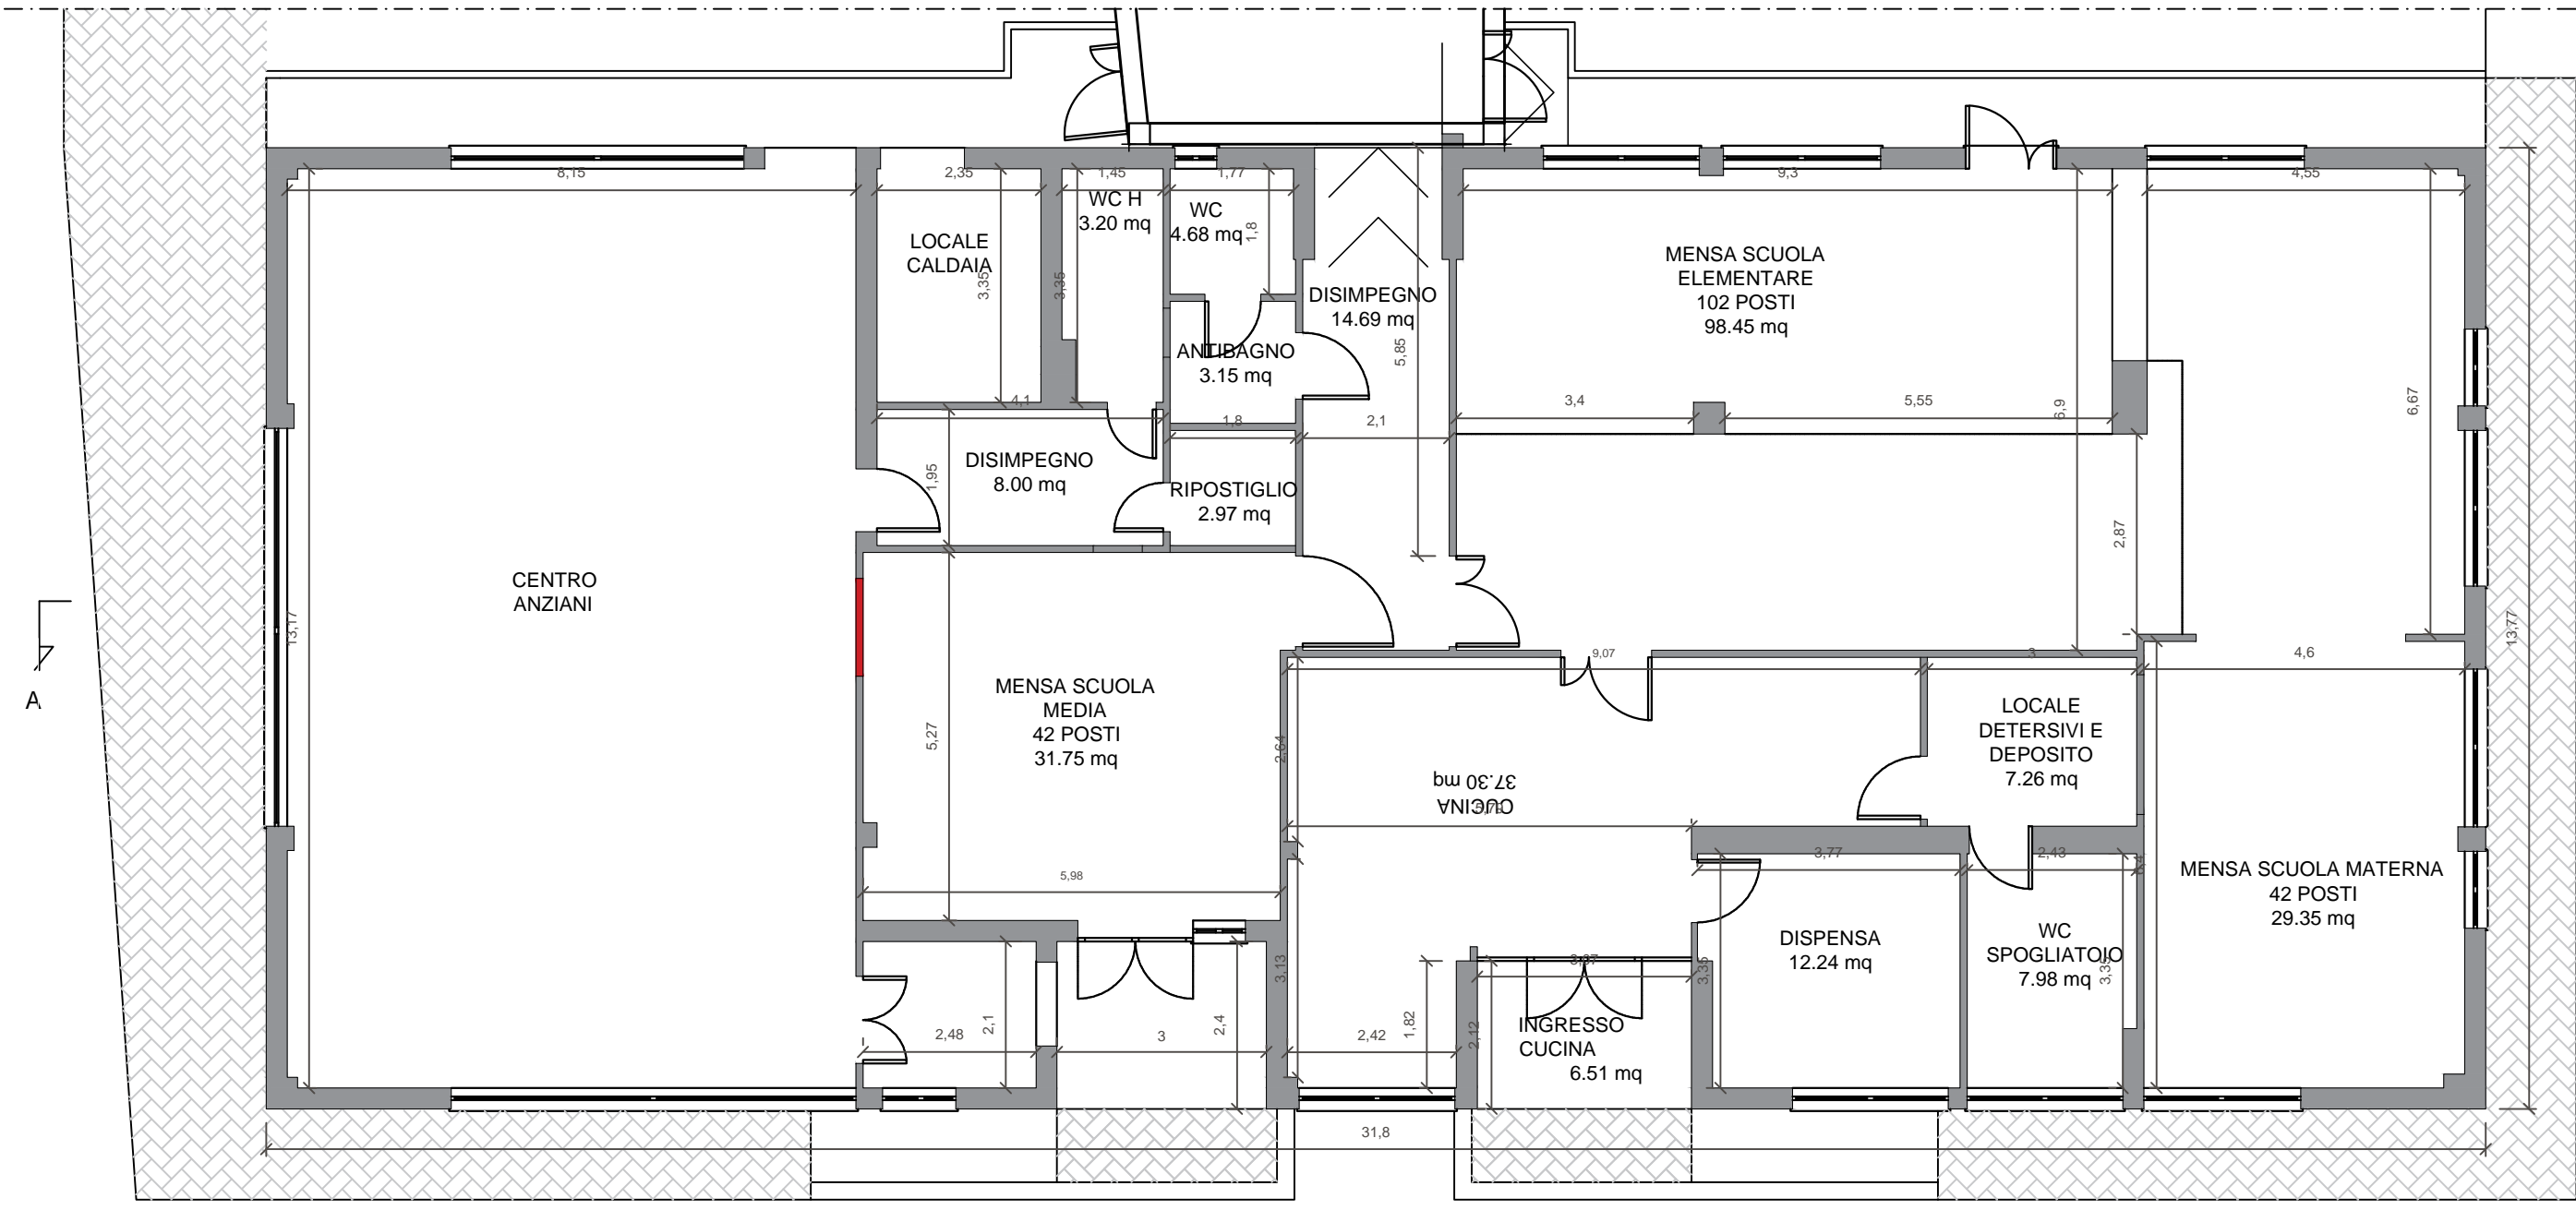 8,15
2,35
1,45
1,77
9,3
4,55
WC H
3.20 mq
WC
4.68 mq
1,8
LOCALE
CALDAIA
3,35
3,35
DISIMPEGNO
14.69 mq
MENSA SCUOLA
ELEMENTARE
102 POSTI
98.45 mq
ANTIBAGNO
3.15 mq
5,85
4,1
1,8
2,1
3,4
5,55
6,9
6,67
DISIMPEGNO
8.00 mq
1,95
RIPOSTIGLIO
2.97 mq
2,87
CENTRO
ANZIANI
13,17
13,77
A
9,07
3
4,6
MENSA SCUOLA
MEDIA
42 POSTI
31.75 mq
5,27
2,64
LOCALE
DETERSIVI E
DEPOSITO
7.26 mq
CUCINA
37.30 mq
5,98
3,77
2,43
MENSA SCUOLA MATERNA
42 POSTI
29.35 mq
DISPENSA
12.24 mq
WC
SPOGLIATOIO
7.98 mq
3,35
3,35
3,13
3,07
2,48
2,1
3
2,4
2,42
1,82
2,12
INGRESSO
CUCINA
6.51 mq
31,8